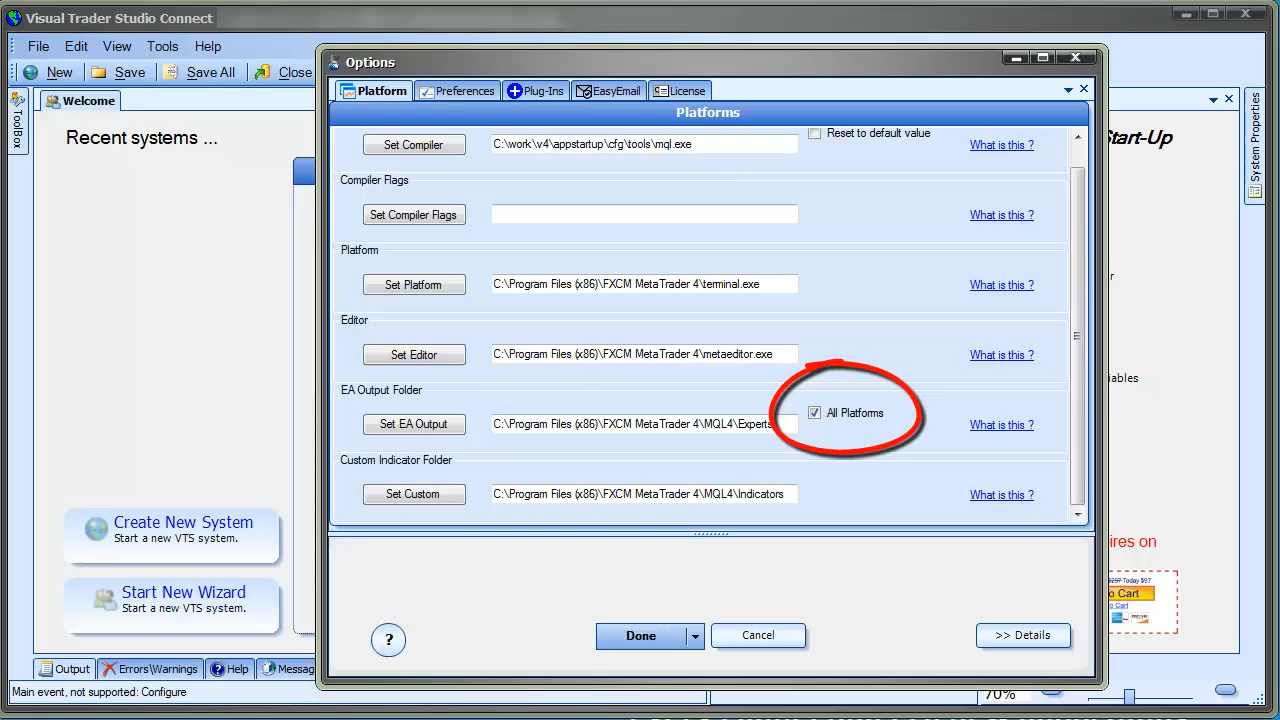 Visual Trader Studio Connect
File Edit View Tools Help
New Save Save All Close
Options
ToolBox
Welcome
Platform Preferences Plug-Ins EasyEmail License
Platforms
Recent systems ...
Start-Up
System Properties
Set Compiler C:\work\v4\appstartup\cfg\tools\mql.exe Reset to default value What is this ?
Compiler Flags
Set Compiler Flags What is this ?
Platform
Set Platform C:\Program Files (x86)\FXCM MetaTrader 4\terminal.exe What is this ?
Editor
Set Editor C:\Program Files (x86)\FXCM MetaTrader 4\metaeditor.exe What is this ?
iables
EA Output Folder
All Platforms
Set EA Output C:\Program Files (x86)\FXCM MetaTrader 4\MQL4\Experts What is this ?
Custom Indicator Folder
Set Custom C:\Program Files (x86)\FXCM MetaTrader 4\MQL4\Indicators What is this ?
Create New System
Start a new VTS system.
ires on
$297 Today $97
o Cart
to Cart
Start New Wizard
Start a new VTS system.
? Done Cancel >> Details
Output Errors\Warnings Help Messag
Main event, not supported: Configure
70%